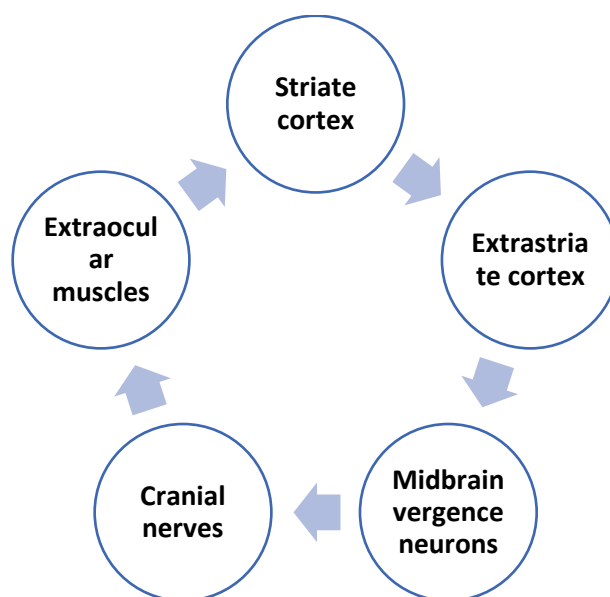 Striate
cortex
Extrastria
te cortex
Midbrain
vergence
neurons
Cranial
nerves
Extraocul
ar
muscles